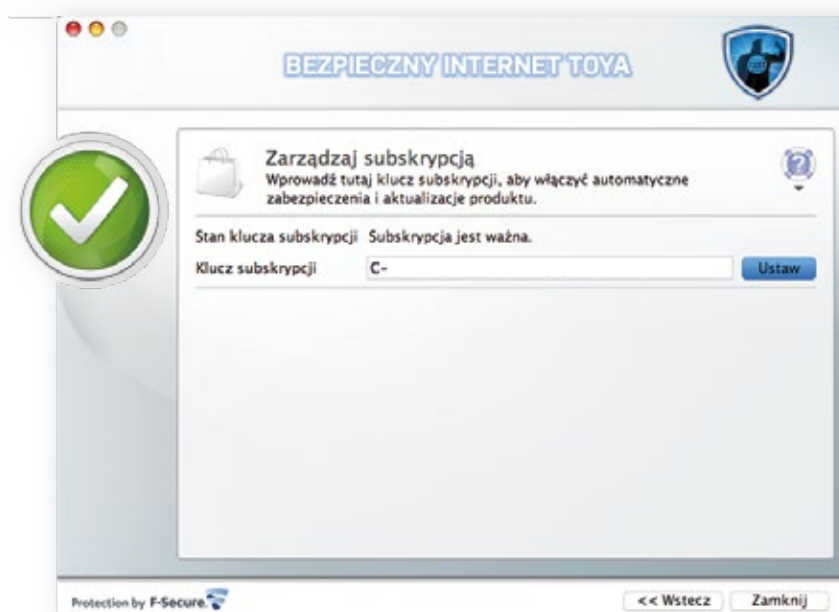 BEZPIECZNY INTERNET TOYA
Zarządzaj subskrypcją
Wprowadź tutaj klucz subskrypcji, aby włączyć automatyczne
zabezpieczenia i aktualizacje produktu.
Stan klucza subskrypcji Subskrypcja jest ważna.
Klucz subskrypcji C- Ustaw
Protection by F-Secure. << Wstecz Zamknij